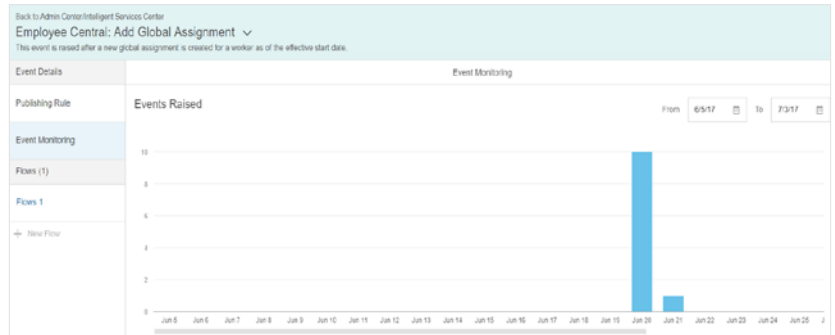 Back to Admin Center/Intelligent Services Center
Employee Central: Add Global Assignment
This event is raised after a new global assignment is created for a worker as of the effective start date.
Event Details
Event Monitoring
Publishing Rule
Events Raised
From 6/5/17 To 7/3/17
Event Monitoring
10
Flows (1)
8
Flows 1
6
+ New Flow
4
2
0
Jun 5 Jun 6 Jun 7 Jun 8 Jun 9 Jun 10 Jun 11 Jun 12 Jun 13 Jun 14 Jun 15 Jun 16 Jun 17 Jun 18 Jun 19 Jun 20 Jun 21 Jun 22 Jun 23 Jun 24 Jun 25 J